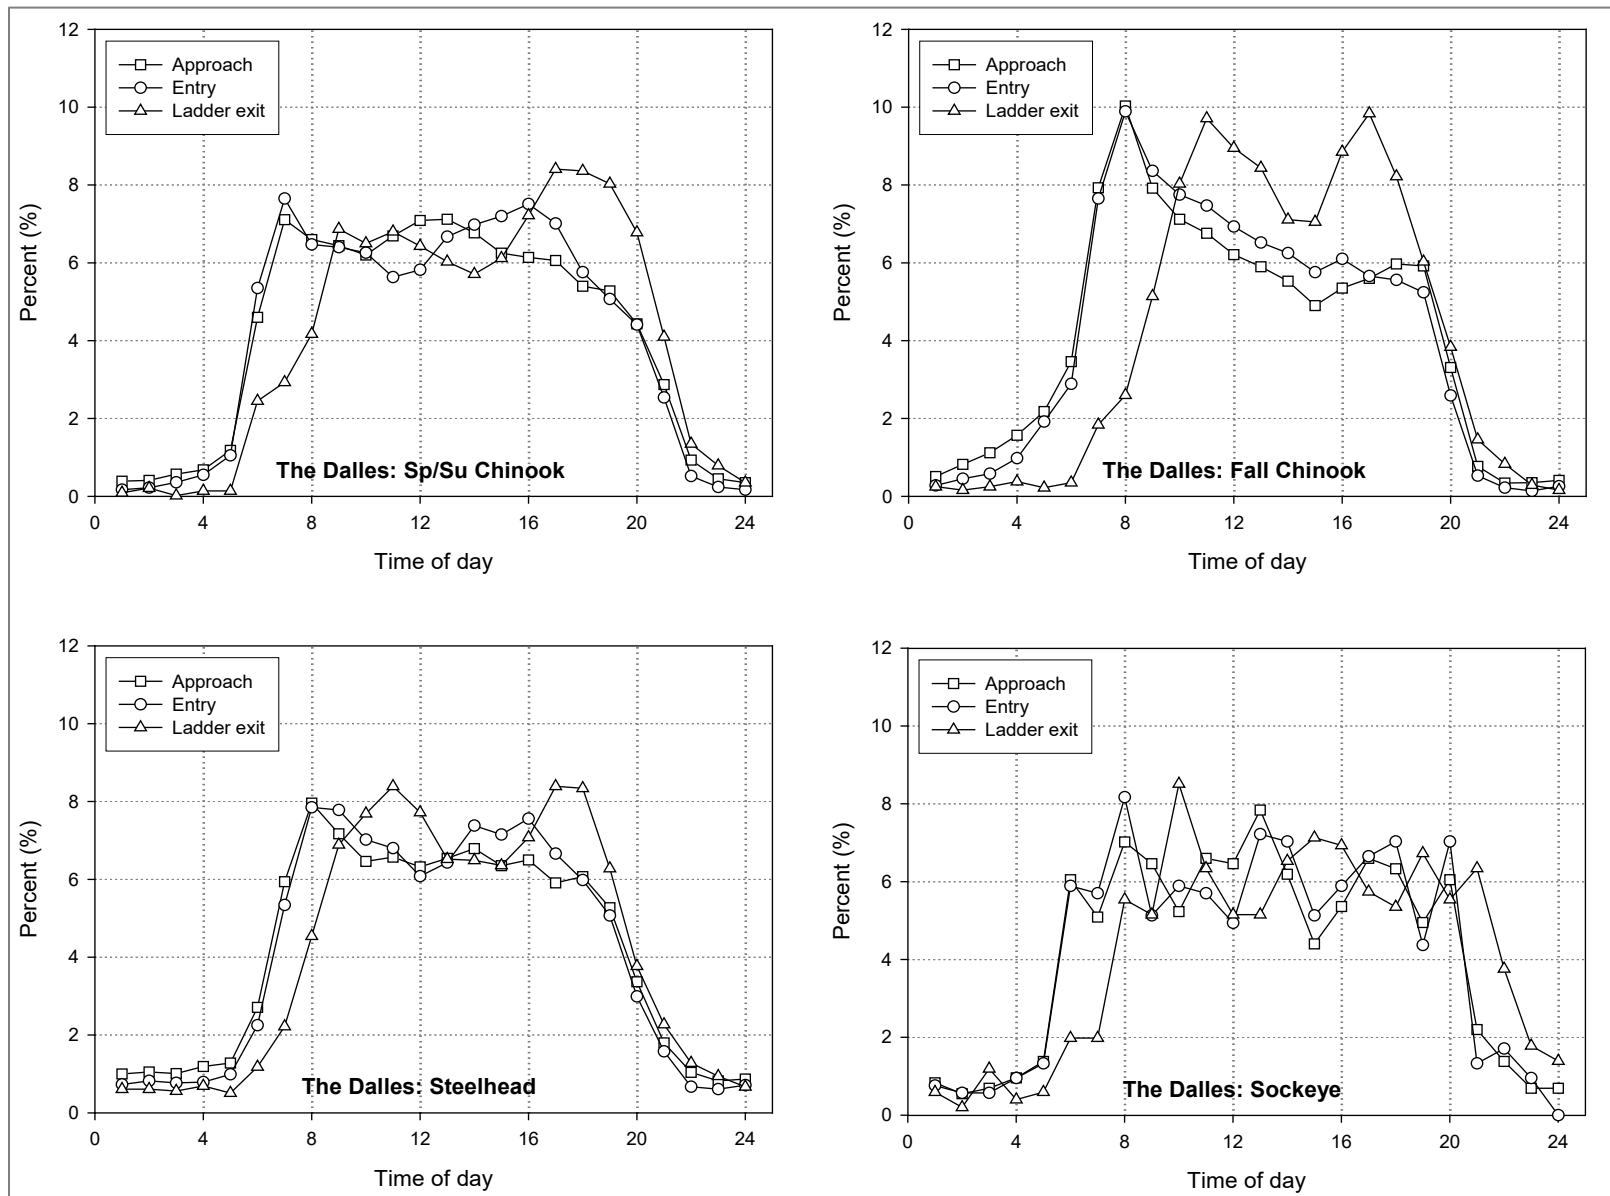 12
10
8
6
4
2
0
Percent (%)
Approach
Entry
Ladder exit
The Dalles: Sp/Su Chinook
0 4 8 12 16 20 24
Time of day
12
10
8
6
4
2
0
Percent (%)
Approach
Entry
Ladder exit
The Dalles: Fall Chinook
0 4 8 12 16 20 24
Time of day
12
10
8
6
4
2
0
Percent (%)
Approach
Entry
Ladder exit
The Dalles: Steelhead
0 4 8 12 16 20 24
Time of day
12
10
8
6
4
2
0
Percent (%)
Approach
Entry
Ladder exit
The Dalles: Sockeye
0 4 8 12 16 20 24
Time of day